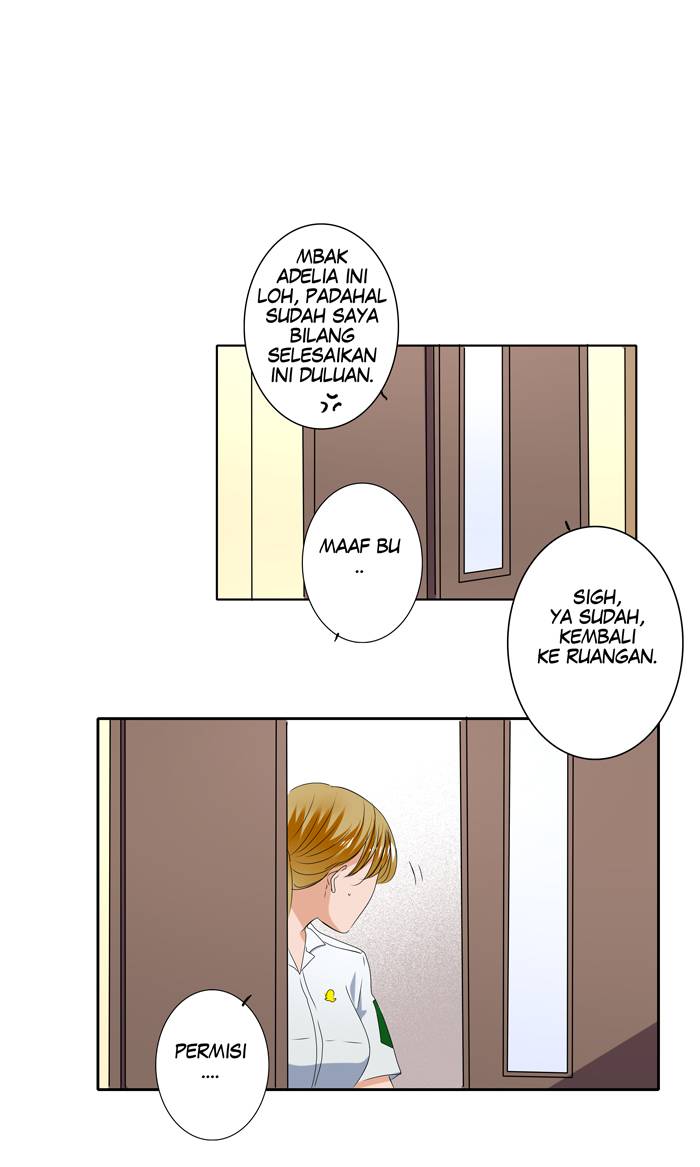 MBAK
ADELIA INI
LOH, PADAHAL
SUDAH SAYA
BILANG
SELESAIKAN
INI DULUAN.
MAAF BU
..
SIGH,
YA SUDAH,
KEMBALI
KE RUANGAN.
PERMISI
....